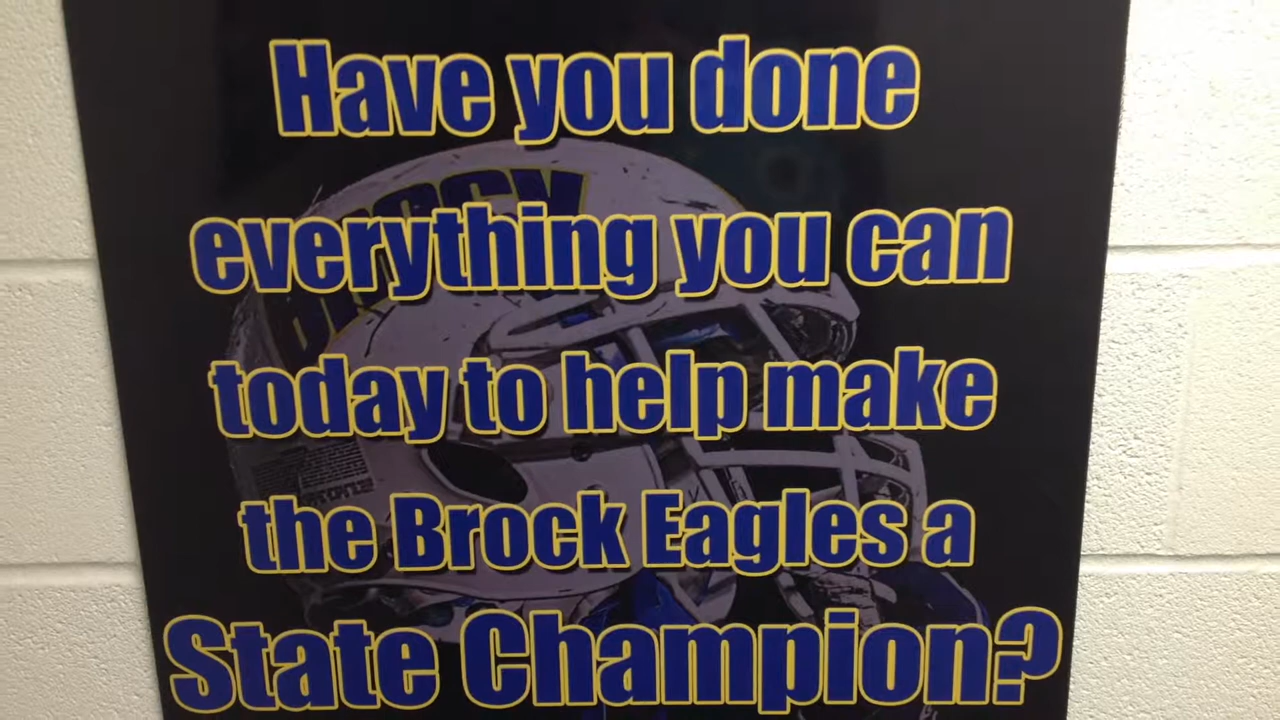 Have you done
everything you can
today to help make
the Brock Eagles a
State Champion?